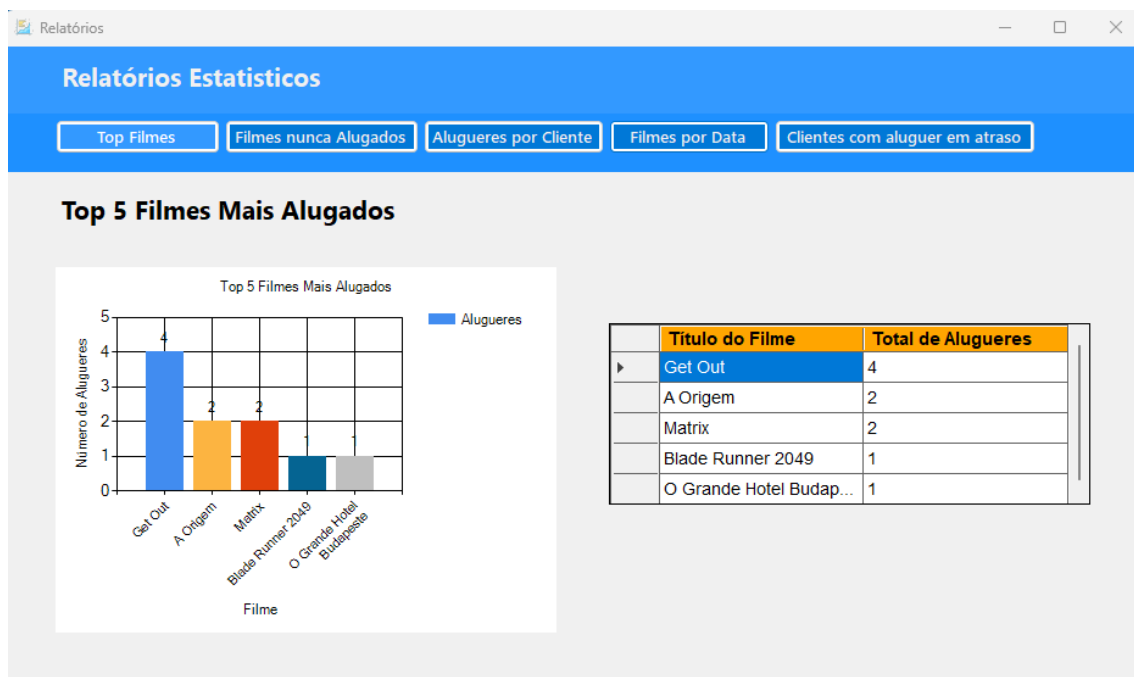 Relatórios
Relatórios Estatisticos
Top Filmes
Filmes nunca Alugados
Alugueres por Cliente
Filmes por Data
Clientes com aluguer em atraso
Top 5 Filmes Mais Alugados
Top 5 Filmes Mais Alugados
Alugueres
Número de Alugueres
5
4
3
2
1
0
4
2
2
1
1
Get Out
A Origem
Matrix
Blade Runner 2049
O Grande Hotel
Budapeste
Filme
Título do Filme Total de Alugueres
Get Out 4
A Origem 2
Matrix 2
Blade Runner 2049 1
O Grande Hotel Budap... 1